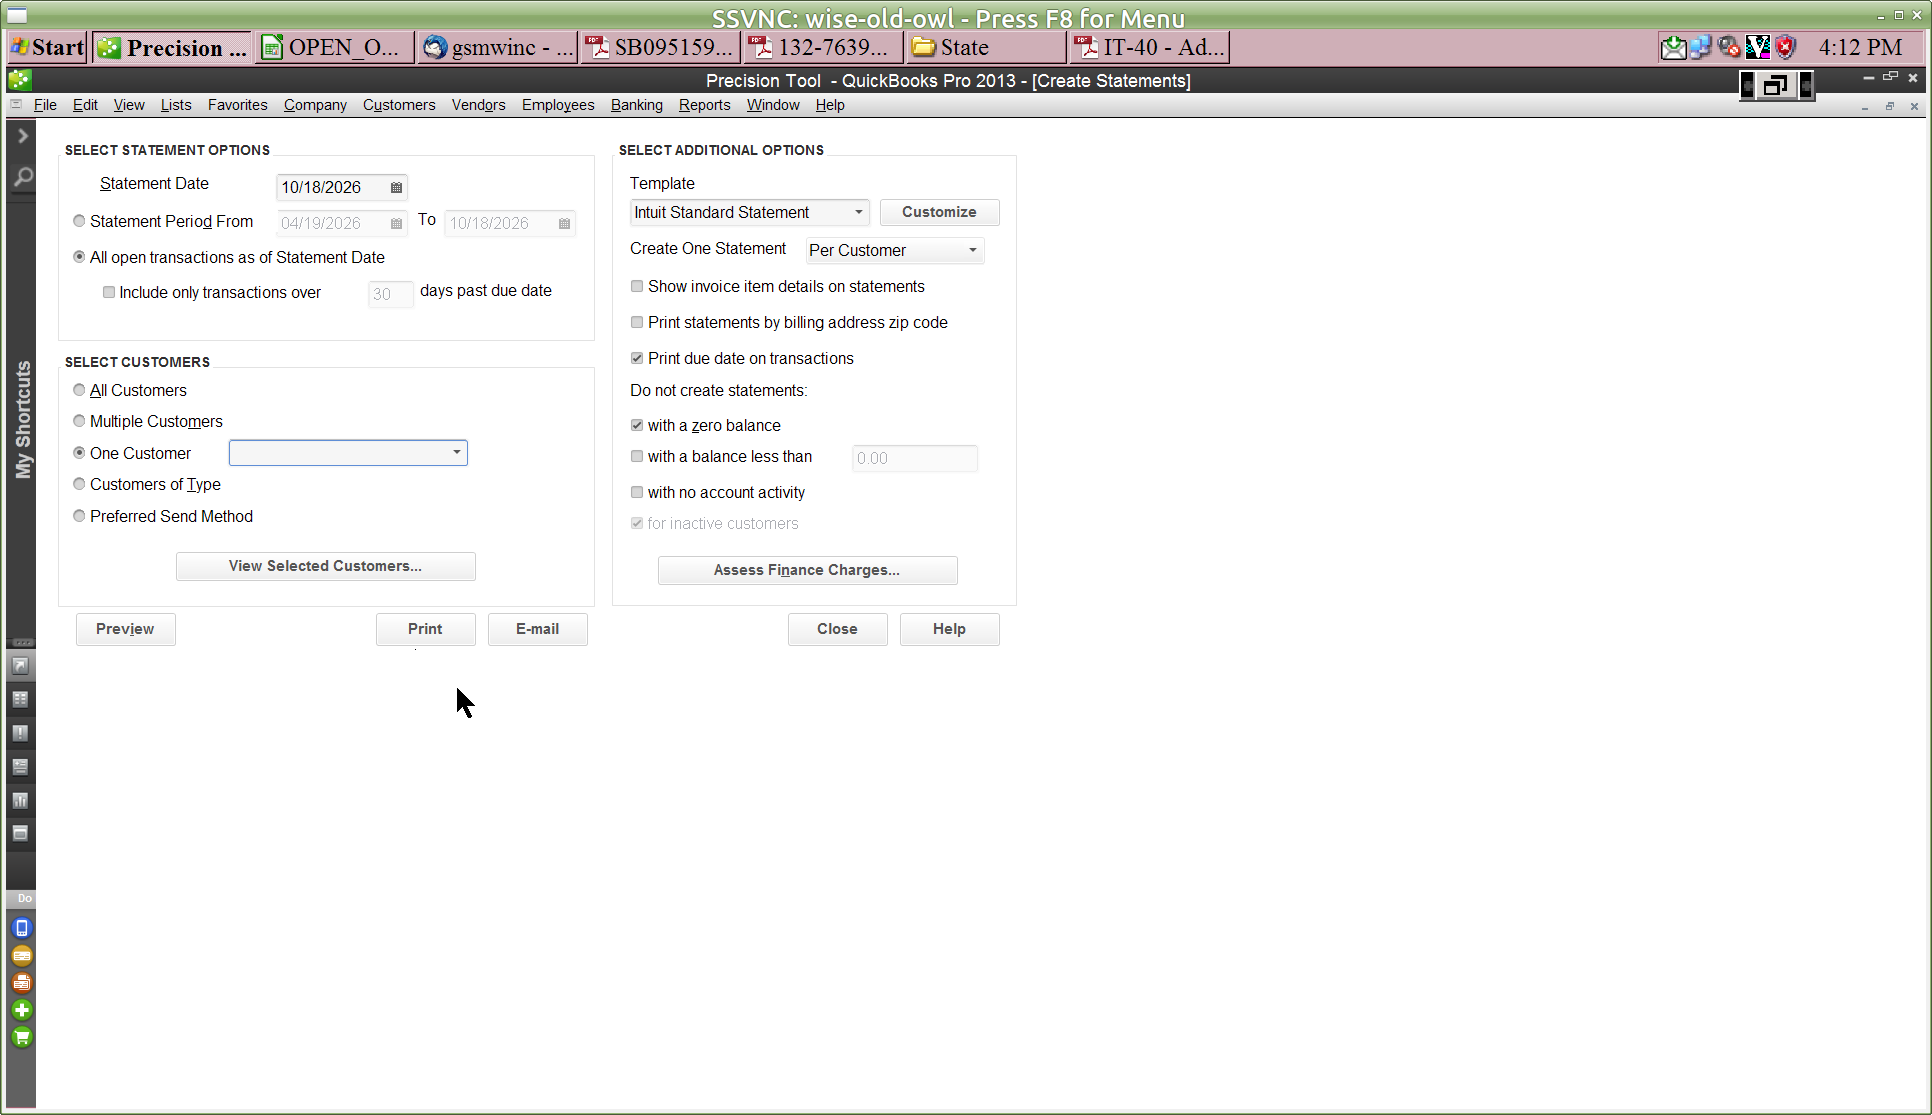 SSVNC: wise-old-owl - Press F8 for Menu
Start Precision ... OPEN_O... gsmwinc - ... SB095159... 132-7639... State IT-40 - Ad... 4:12 PM
Precision Tool - QuickBooks Pro 2013 - [Create Statements]
File Edit View Lists Favorites Company Customers Vendors Employees Banking Reports Window Help
My Shortcuts
Do
SELECT STATEMENT OPTIONS
Statement Date 10/18/2026
Statement Period From 04/19/2026 To 10/18/2026
All open transactions as of Statement Date
Include only transactions over 30 days past due date
SELECT CUSTOMERS
All Customers
Multiple Customers
One Customer
Customers of Type
Preferred Send Method
View Selected Customers...
Preview Print E-mail
SELECT ADDITIONAL OPTIONS
Template
Intuit Standard Statement Customize
Create One Statement Per Customer
Show invoice item details on statements
Print statements by billing address zip code
Print due date on transactions
Do not create statements:
with a zero balance
with a balance less than 0.00
with no account activity
for inactive customers
Assess Finance Charges...
Close Help